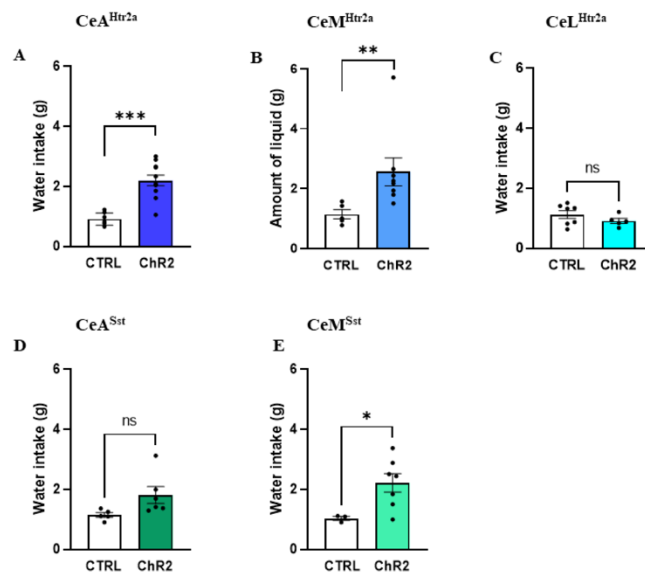 CeA^Htr2a
CeM^Htr2a
CeL^Htr2a
A
Water intake (g)
6
4
2
0
***
CTRL
ChR2
B
Amount of liquid (g)
6
4
2
0
**
CTRL
ChR2
C
Water intake (g)
6
4
2
0
ns
CTRL
ChR2
CeA^Sst
CeM^Sst
D
Water intake (g)
6
4
2
0
ns
CTRL
ChR2
E
Water intake (g)
6
4
2
0
*
CTRL
ChR2